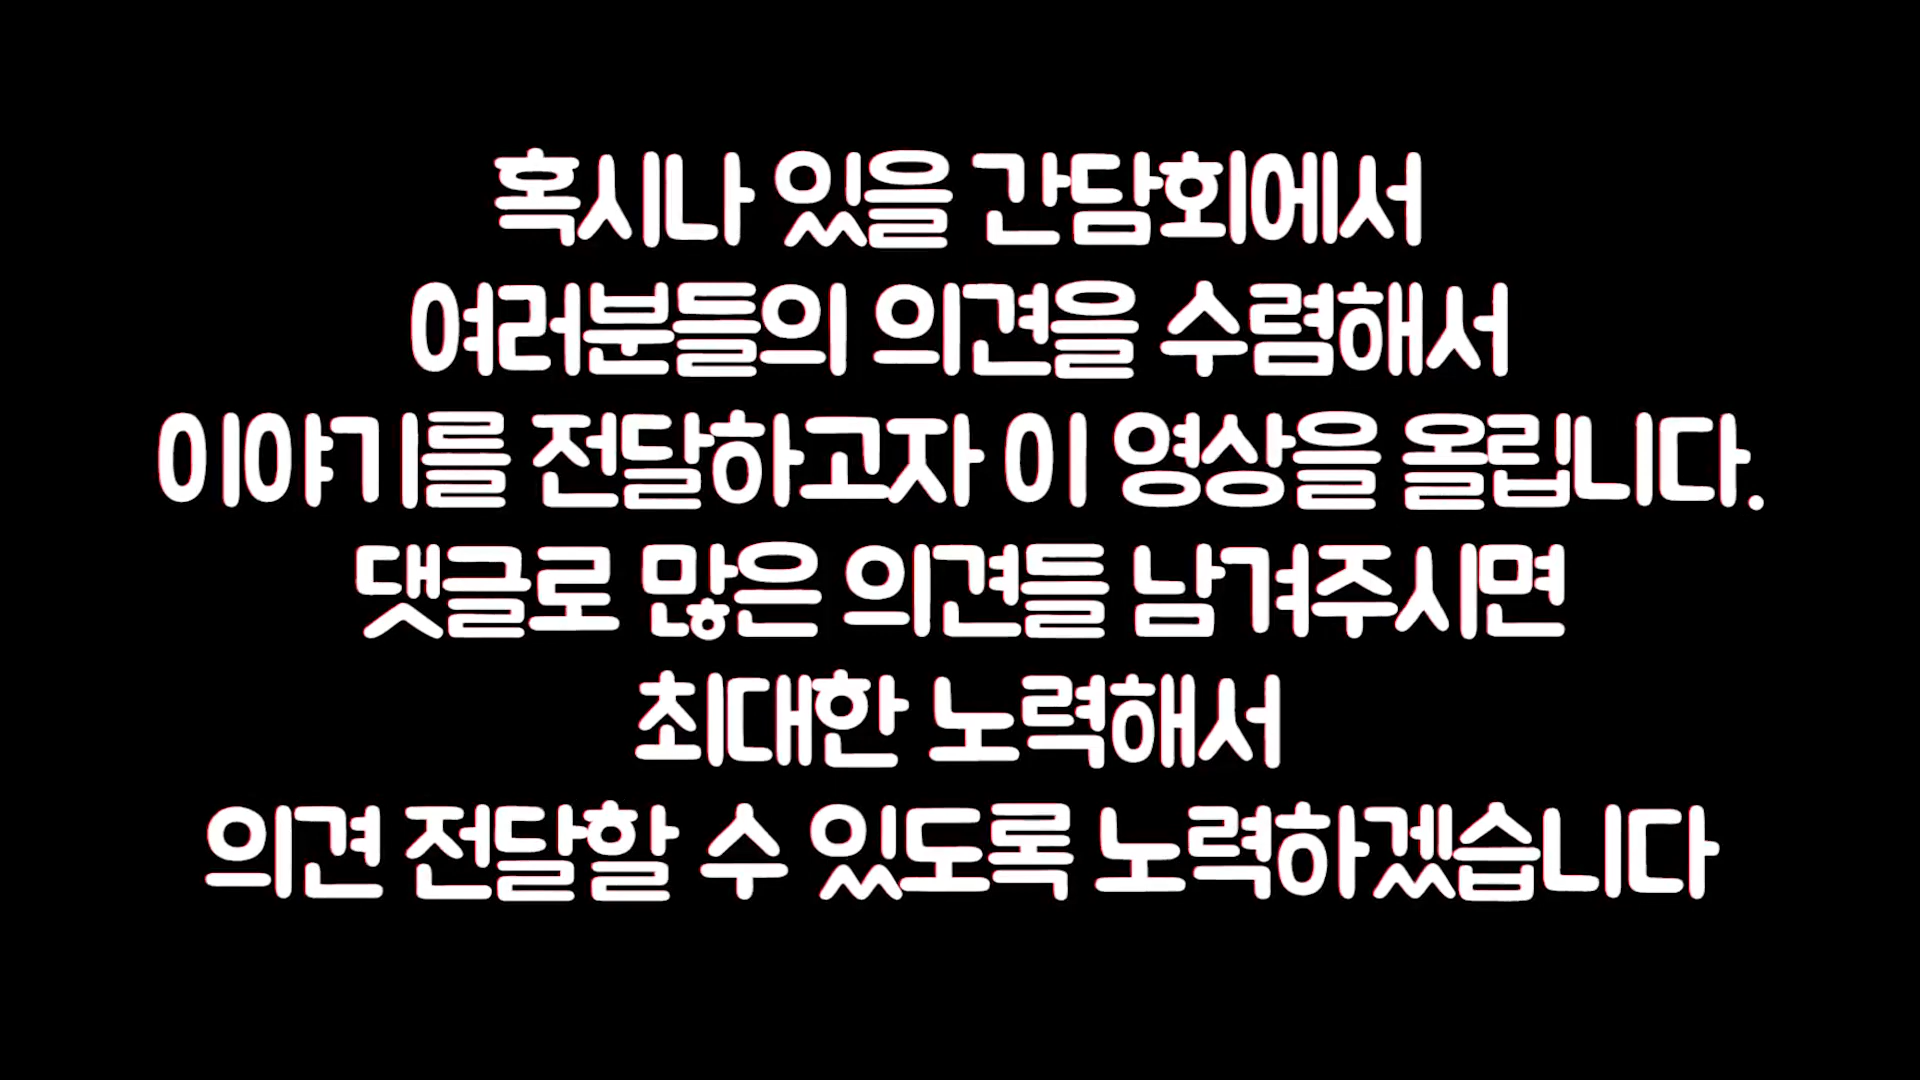 혹시나 있을 간담회에서
여러분들의 의견을 수렴해서
이야기를 전달하고자 이 영상을 올립니다.
댓글로 많은 의견들 남겨주시면
최대한 노력해서
의견 전달할 수 있도록 노력하겠습니다